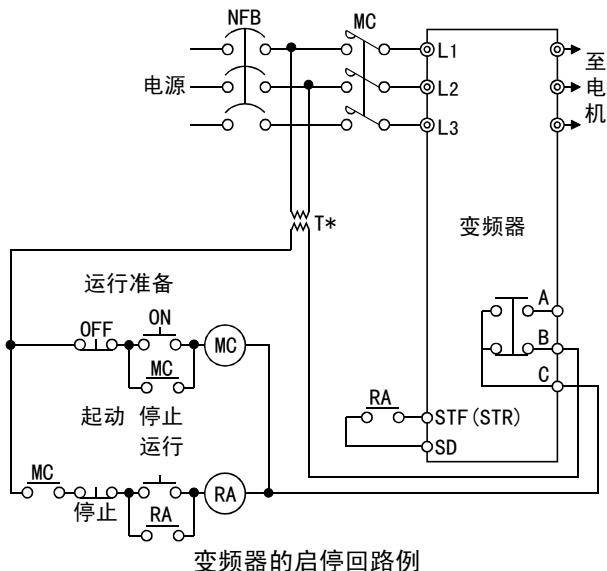 NFB
MC
L1
电源
L2
L3
至电机
T*
变频器
运行准备
OFF
ON
MC
MC
A
B
C
起动 停止
运行
RA
STF(STR)
SD
MC
停止
RA
RA
变频器的启停回路例